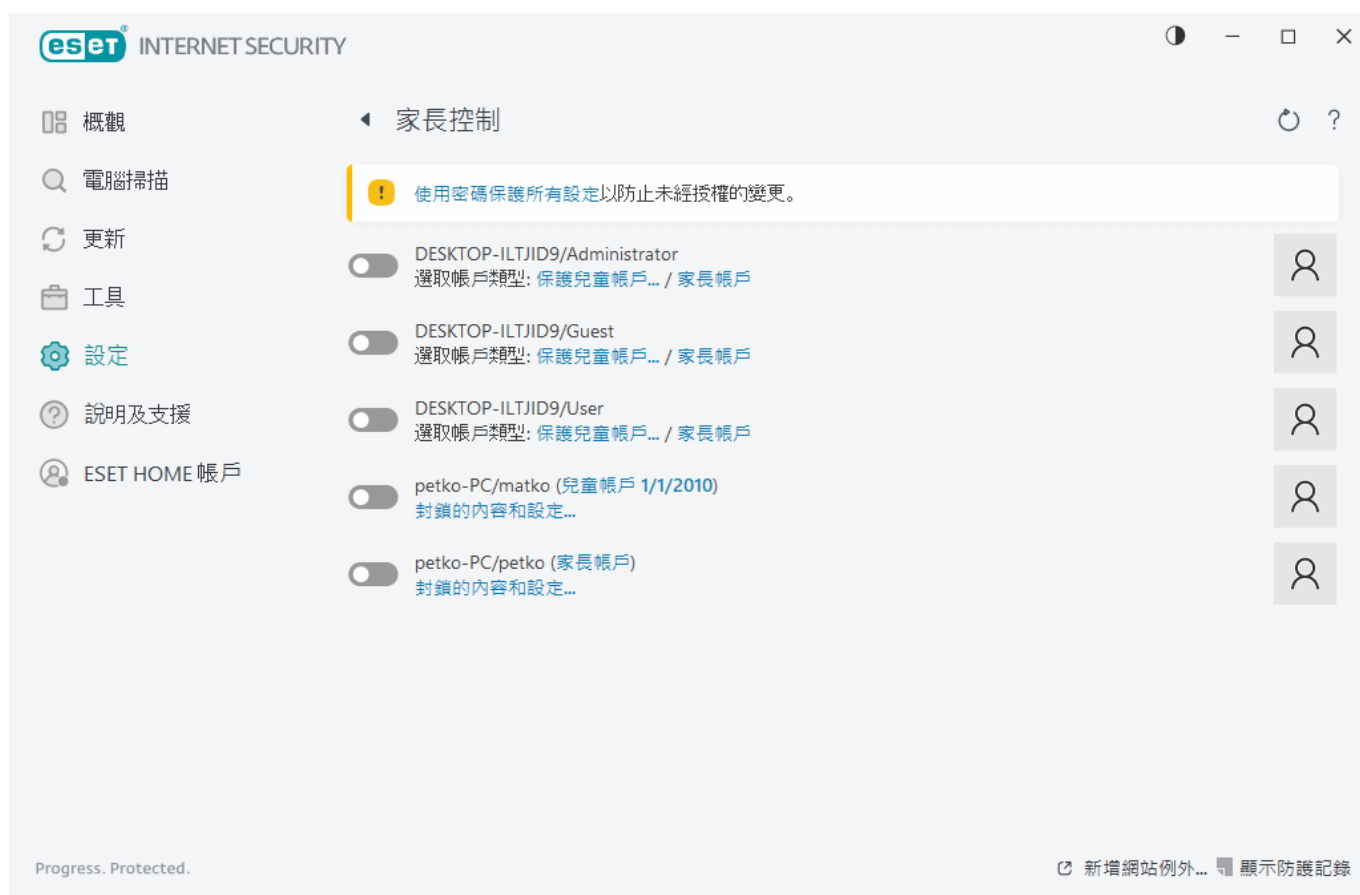 eset® INTERNET SECURITY
概觀
電腦掃描
更新
工具
設定
說明及支援
ESET HOME 帳戶
家長控制
?
使用密碼保護所有設定以防止未經授權的變更。
DESKTOP-ILTJID9/Administrator
選取帳戶類型: 保護兒童帳戶... / 家長帳戶
DESKTOP-ILTJID9/Guest
選取帳戶類型: 保護兒童帳戶... / 家長帳戶
DESKTOP-ILTJID9/User
選取帳戶類型: 保護兒童帳戶... / 家長帳戶
petko-PC/matko (兒童帳戶 1/1/2010)
封鎖的內容和設定...
petko-PC/petko (家長帳戶)
封鎖的內容和設定...
Progress. Protected.
新增網站例外... 顯示防護記錄